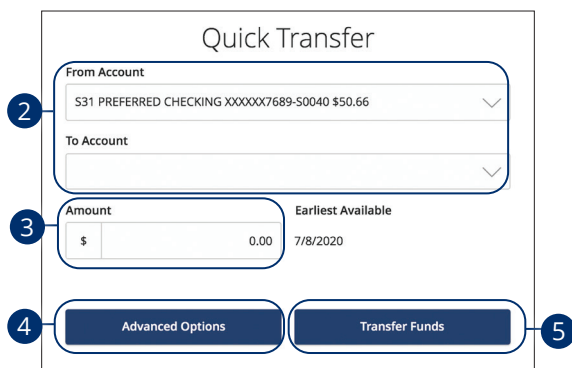 Quick Transfer
From Account
2
S31 PREFERRED CHECKING XXXXXX7689-S0040 $50.66
To Account
Amount
Earliest Available
3
$ 0.00 7/8/2020
4
Advanced Options
Transfer Funds
5